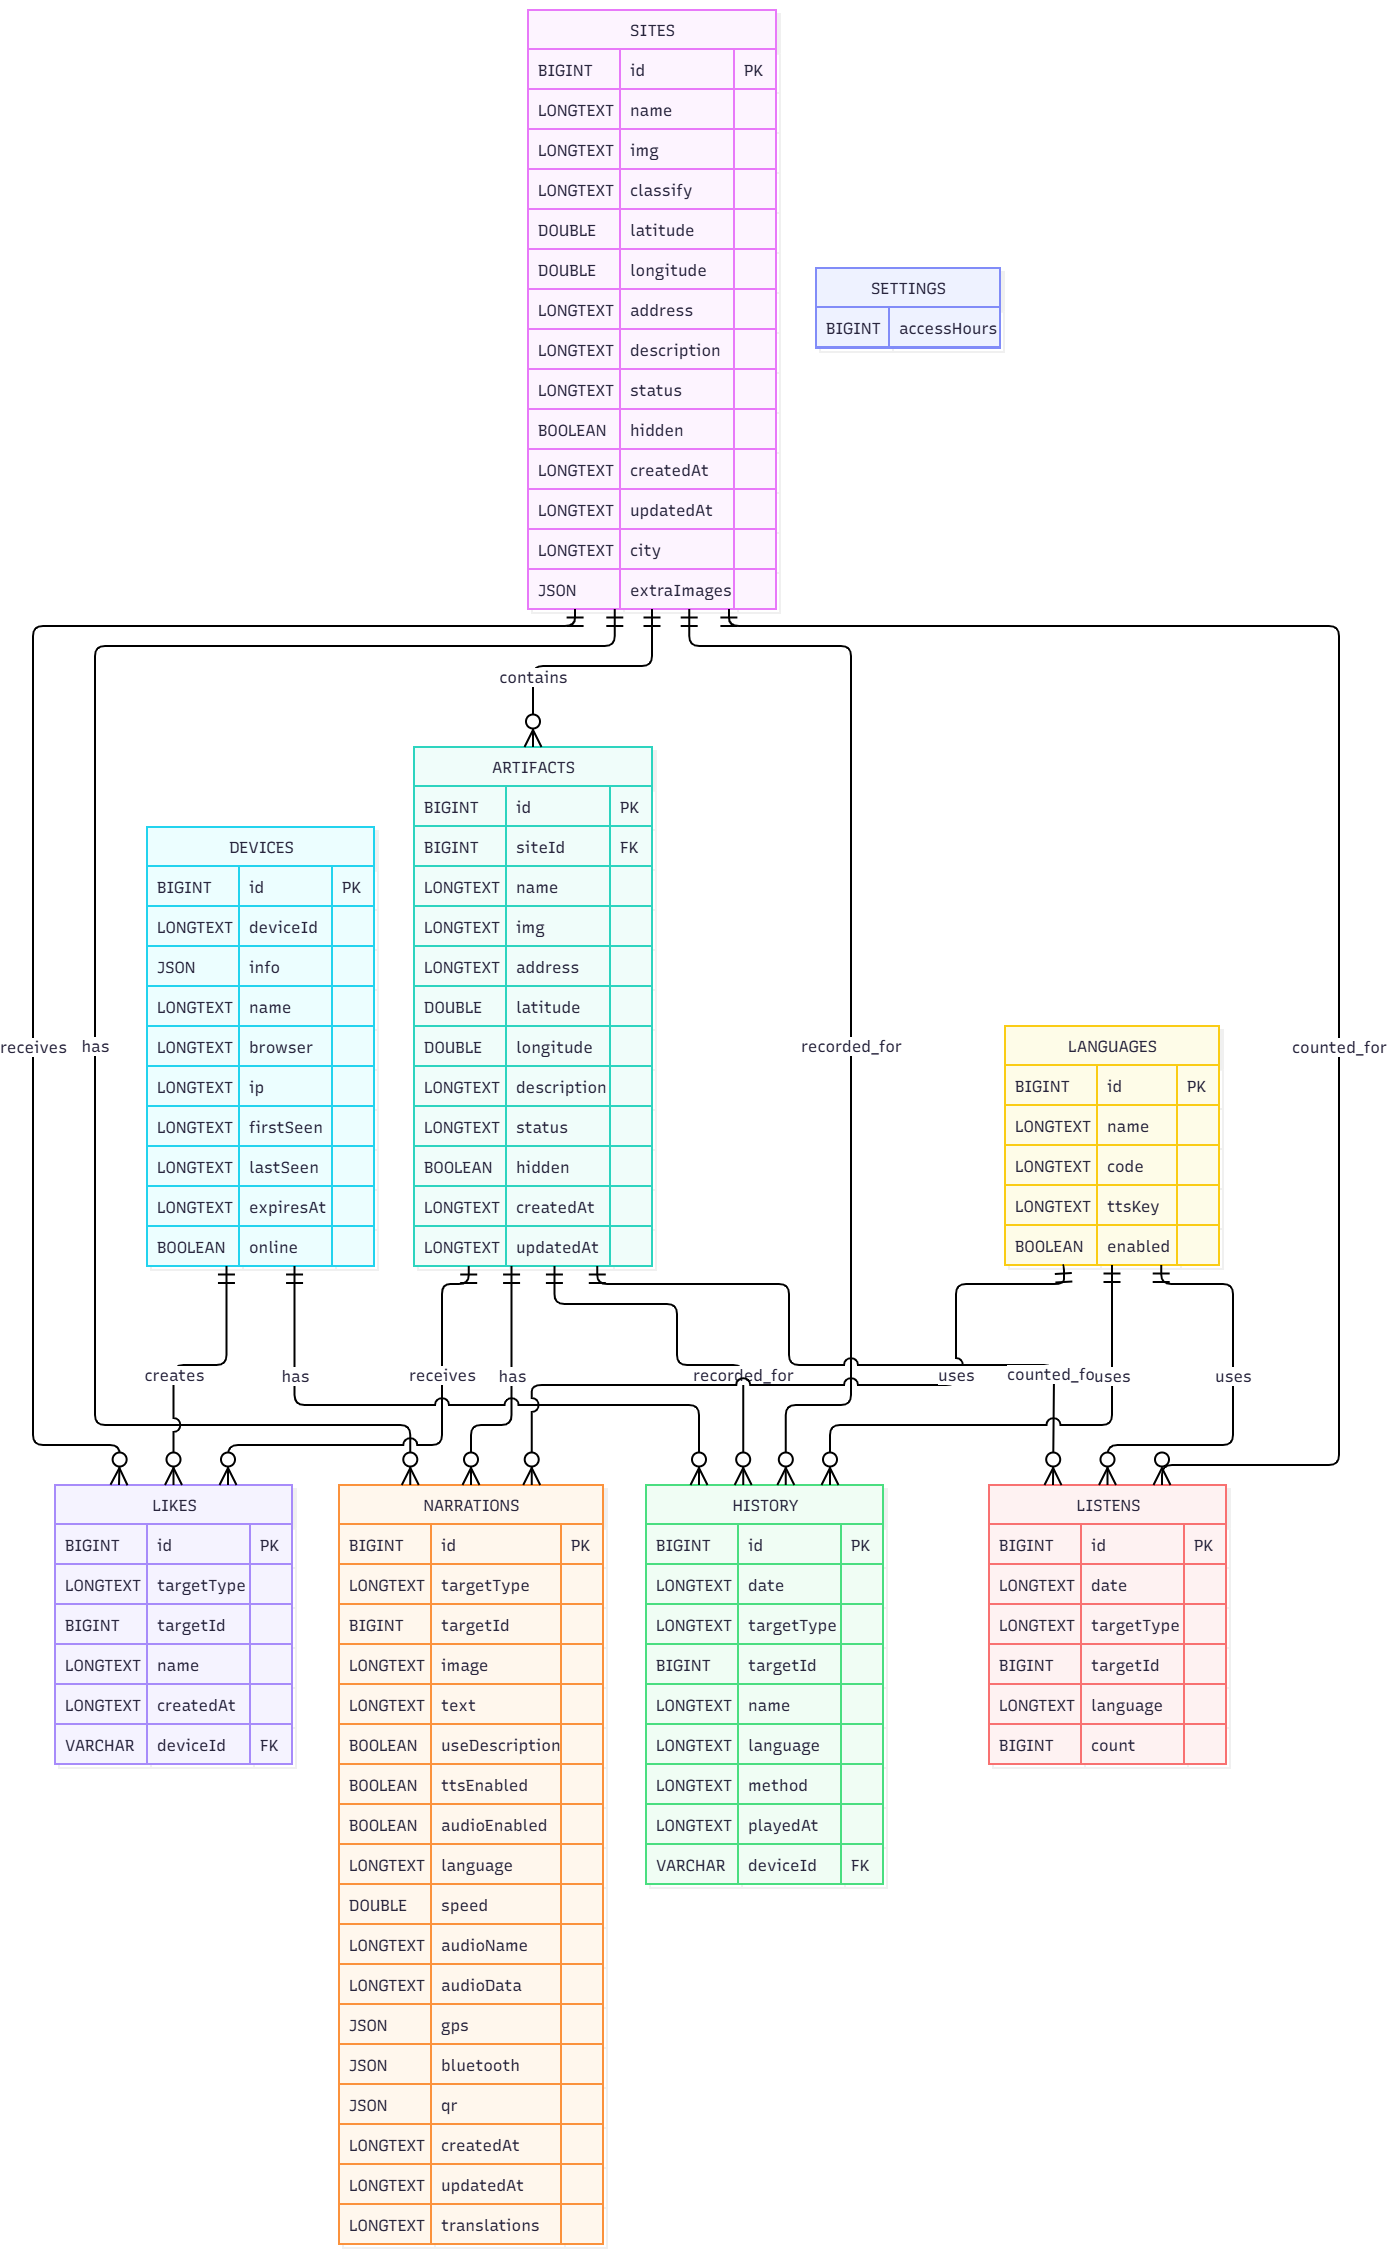 SITES
BIGINT id PK
LONGTEXT name
LONGTEXT img
LONGTEXT classify
DOUBLE latitude
DOUBLE longitude
LONGTEXT address
LONGTEXT description
LONGTEXT status
BOOLEAN hidden
LONGTEXT createdAt
LONGTEXT updatedAt
LONGTEXT city
JSON extraImages
SETTINGS
BIGINT accessHours
contains
ARTIFACTS
BIGINT id PK
BIGINT siteId FK
LONGTEXT name
LONGTEXT img
LONGTEXT address
DOUBLE latitude
DOUBLE longitude
LONGTEXT description
LONGTEXT status
BOOLEAN hidden
LONGTEXT createdAt
LONGTEXT updatedAt
DEVICES
BIGINT id PK
LONGTEXT deviceId
JSON info
LONGTEXT name
LONGTEXT browser
LONGTEXT ip
LONGTEXT firstSeen
LONGTEXT lastSeen
LONGTEXT expiresAt
BOOLEAN online
receives has recorded_for counted_for
LANGUAGES
BIGINT id PK
LONGTEXT name
LONGTEXT code
LONGTEXT ttsKey
BOOLEAN enabled
creates has receives has recorded_for uses counted_fo uses uses
LIKES
BIGINT id PK
LONGTEXT targetType
BIGINT targetId
LONGTEXT name
LONGTEXT createdAt
VARCHAR deviceId FK
NARRATIONS
BIGINT id PK
LONGTEXT targetType
BIGINT targetId
LONGTEXT image
LONGTEXT text
BOOLEAN useDescription
BOOLEAN ttsEnabled
BOOLEAN audioEnabled
LONGTEXT language
DOUBLE speed
LONGTEXT audioName
LONGTEXT audioData
JSON gps
JSON bluetooth
JSON qr
LONGTEXT createdAt
LONGTEXT updatedAt
LONGTEXT translations
HISTORY
BIGINT id PK
LONGTEXT date
LONGTEXT targetType
BIGINT targetId
LONGTEXT name
LONGTEXT language
LONGTEXT method
LONGTEXT playedAt
VARCHAR deviceId FK
LISTENS
BIGINT id PK
LONGTEXT date
LONGTEXT targetType
BIGINT targetId
LONGTEXT language
BIGINT count